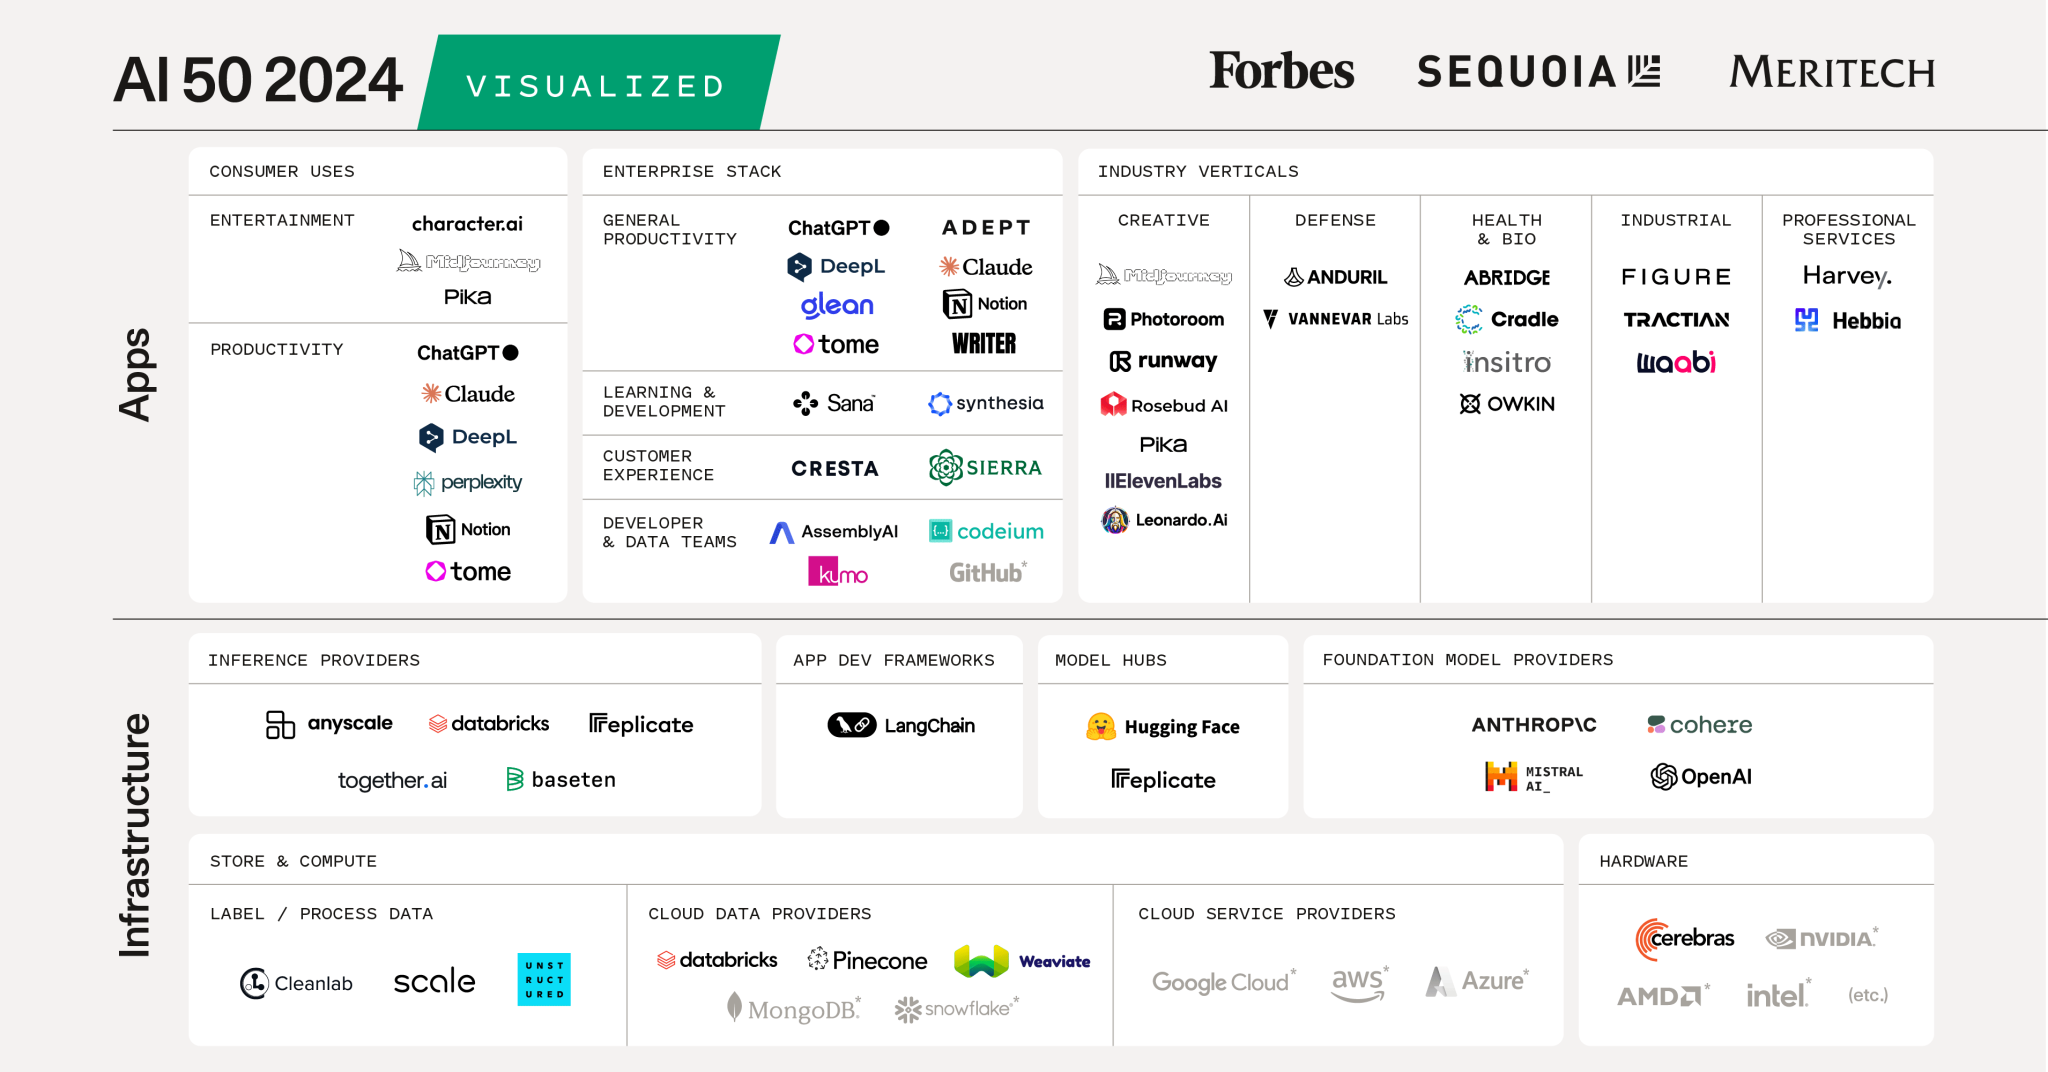 AI 50 2024
VISUALIZED
Forbes
SEQUOIA
MERITECH
Apps
CONSUMER USES
ENTERTAINMENT
character.ai
Midjourney
Pika
PRODUCTIVITY
ChatGPT
Claude
DeepL
perplexity
Notion
tome
ENTERPRISE STACK
GENERAL
PRODUCTIVITY
ChatGPT
ADEPT
DeepL
Claude
glean
Notion
tome
WRITER
LEARNING &
DEVELOPMENT
Sana™
synthesia
CUSTOMER
EXPERIENCE
CRESTA
SIERRA
DEVELOPER
& DATA TEAMS
AssemblyAI
{...} codeium
kumo
GitHub*
INDUSTRY VERTICALS
CREATIVE
Midjourney
Photoroom
runway
Rosebud AI
Pika
IIElevenLabs
Leonardo.Ai
DEFENSE
ANDURIL
VANNEVAR Labs
HEALTH
& BIO
ABRIDGE
Cradle
insitro
OWKIN
INDUSTRIAL
FIGURE
TRACTIAN
waabi
PROFESSIONAL
SERVICES
Harvey.
Hebbia
Infrastructure
INFERENCE PROVIDERS
anyscale
databricks
Replicate
together.ai
baseten
APP DEV FRAMEWORKS
LangChain
MODEL HUBS
Hugging Face
Replicate
FOUNDATION MODEL PROVIDERS
ANTHROP\C
cohere
MISTRAL
AI_
OpenAI
STORE & COMPUTE
LABEL / PROCESS DATA
Cleanlab
scale
UNST
RUCT
URED
CLOUD DATA PROVIDERS
databricks
Pinecone
Weaviate
MongoDB.*
snowflake®*
CLOUD SERVICE PROVIDERS
Google Cloud*
aws*
Azure*
HARDWARE
cerebras
NVIDIA.*
AMD*
intel.*
(etc.)